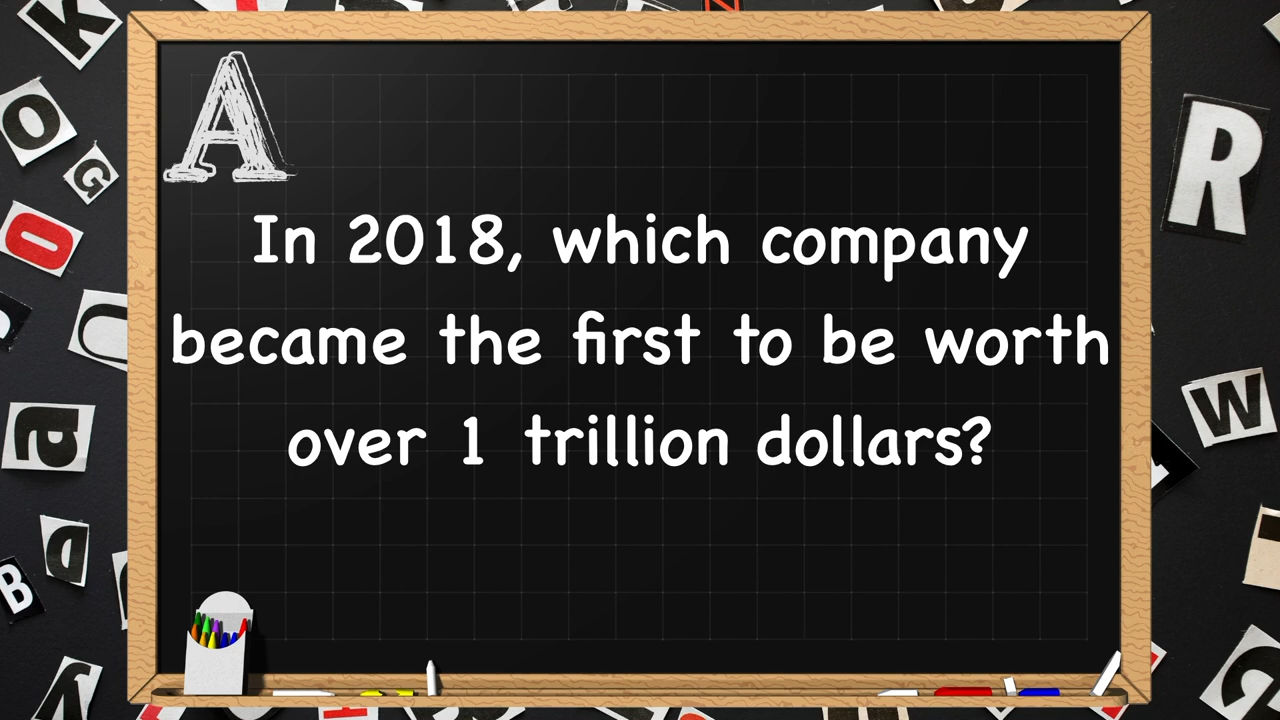 A
In 2018, which company
became the first to be worth
over 1 trillion dollars?
K
O
G
O
a
D
B
R
W